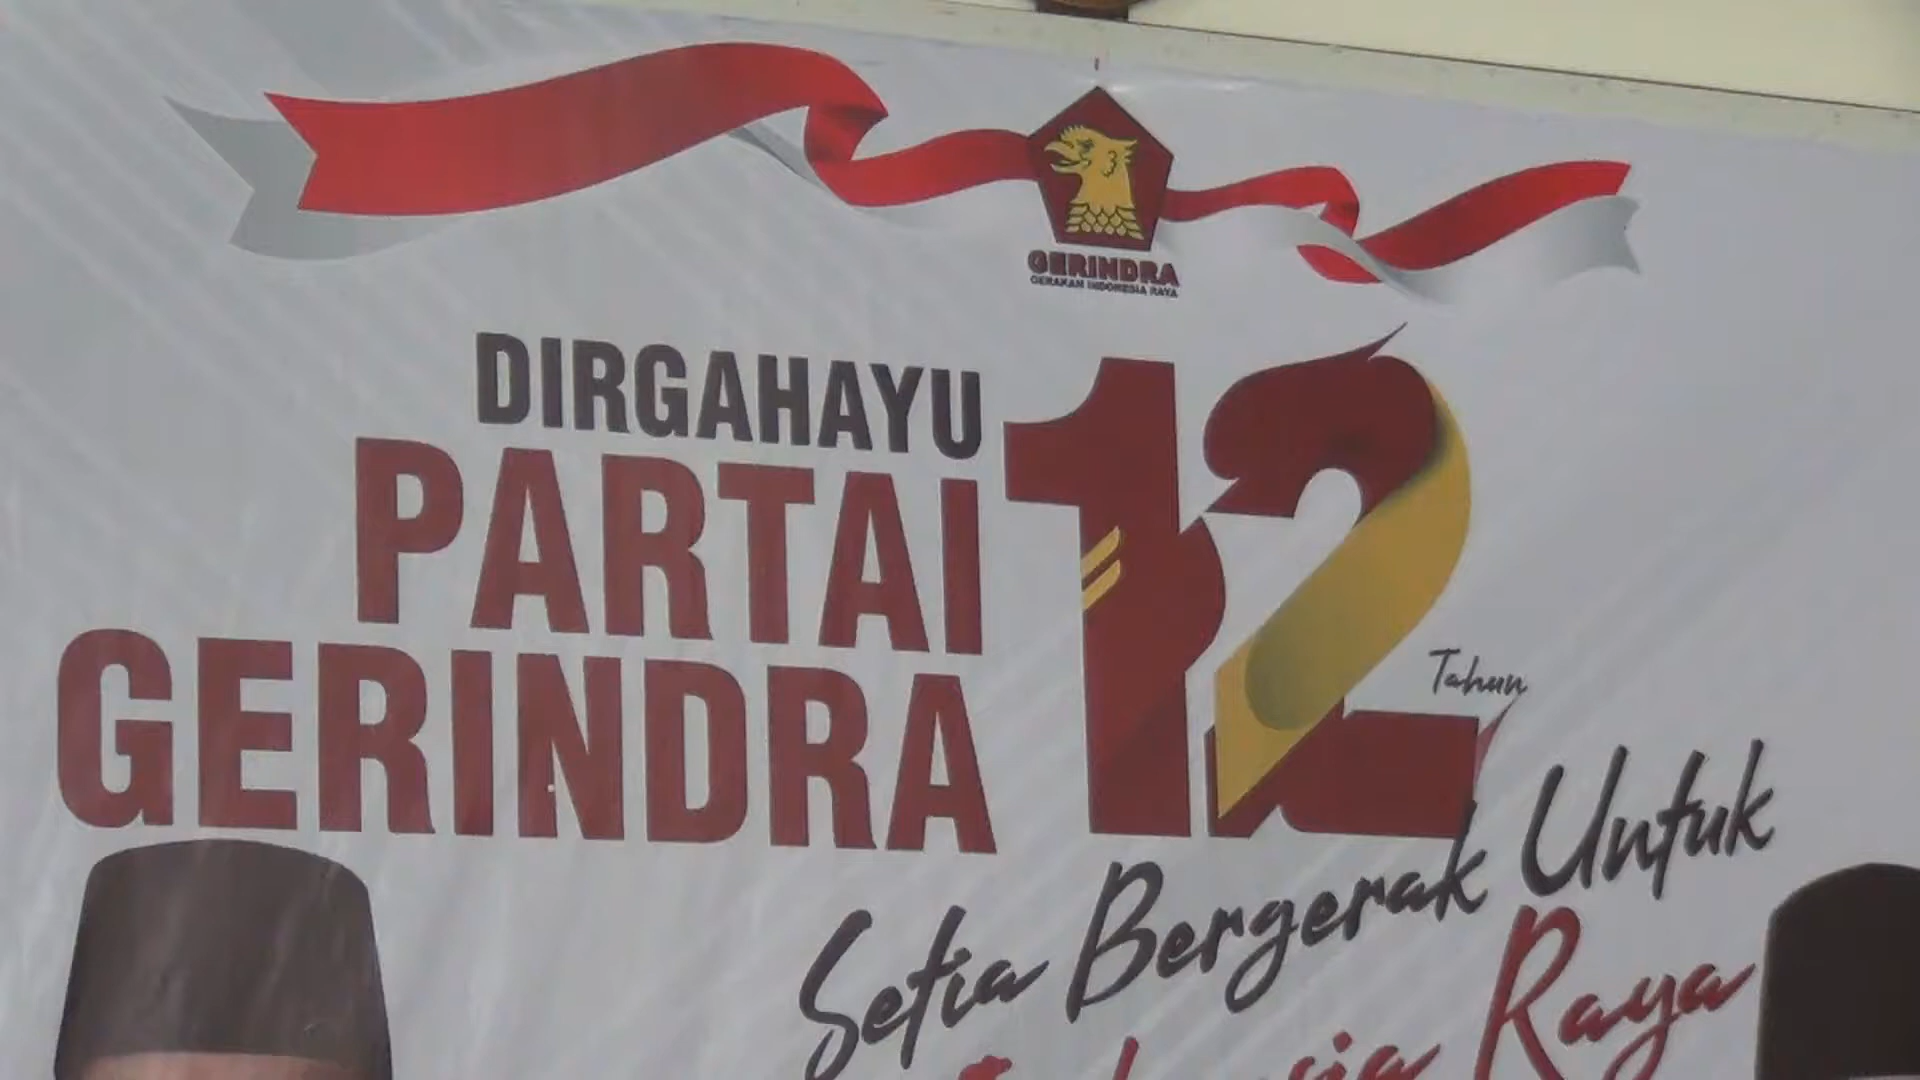 GERINDRA
GERAKAN INDONESIA RAYA
DIRGAHAYU
PARTAI
GERINDRA
12
Tahun
Setia Bergerak Untuk
Raya